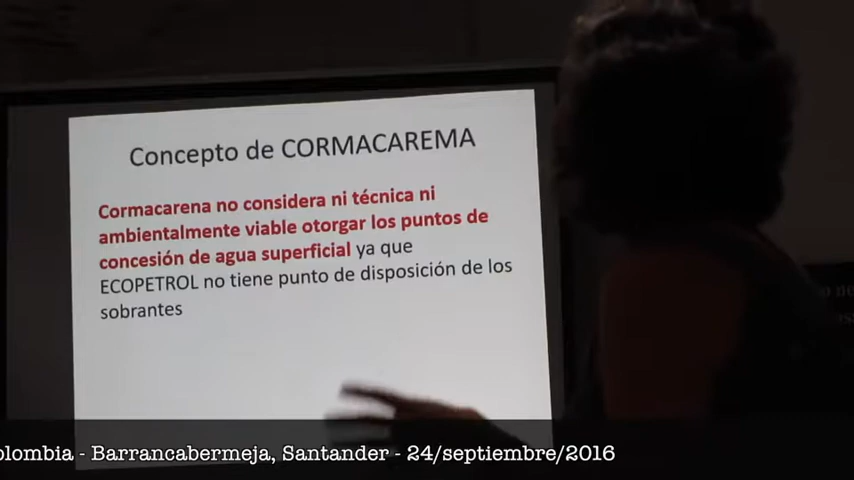 Concepto de CORMACAREMA
Cormacarena no considera ni técnica ni
ambientalmente viable otorgar los puntos de
concesión de agua superficial ya que
ECOPETROL no tiene punto de disposición de los
sobrantes
olombia - Barrancabermeja, Santander - 24/septiembre/2016